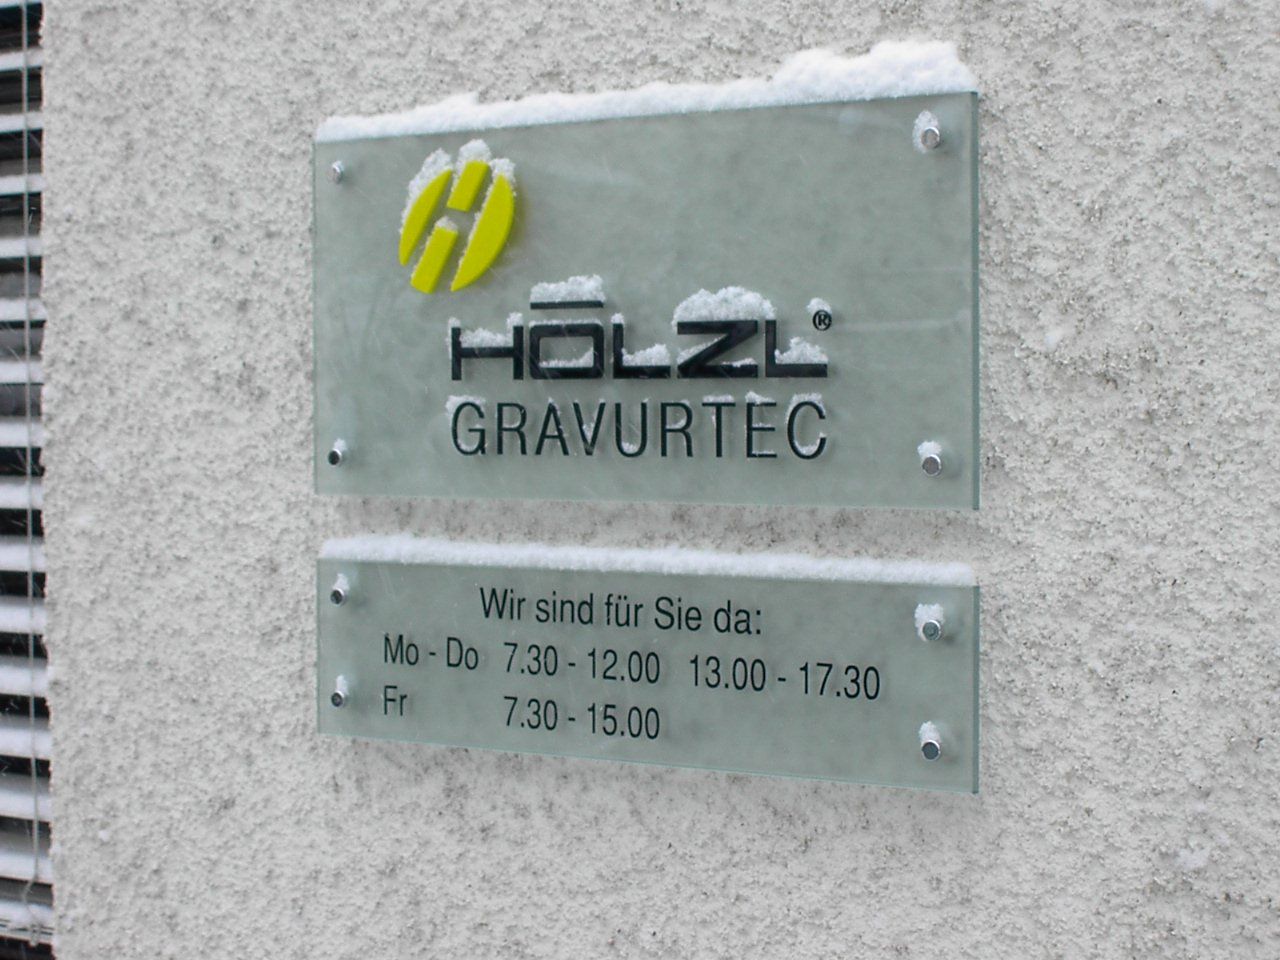 HÖLZL®
GRAVURTEC
Wir sind für Sie da:
Mo - Do 7.30 - 12.00 13.00 - 17.30
Fr 7.30 - 15.00